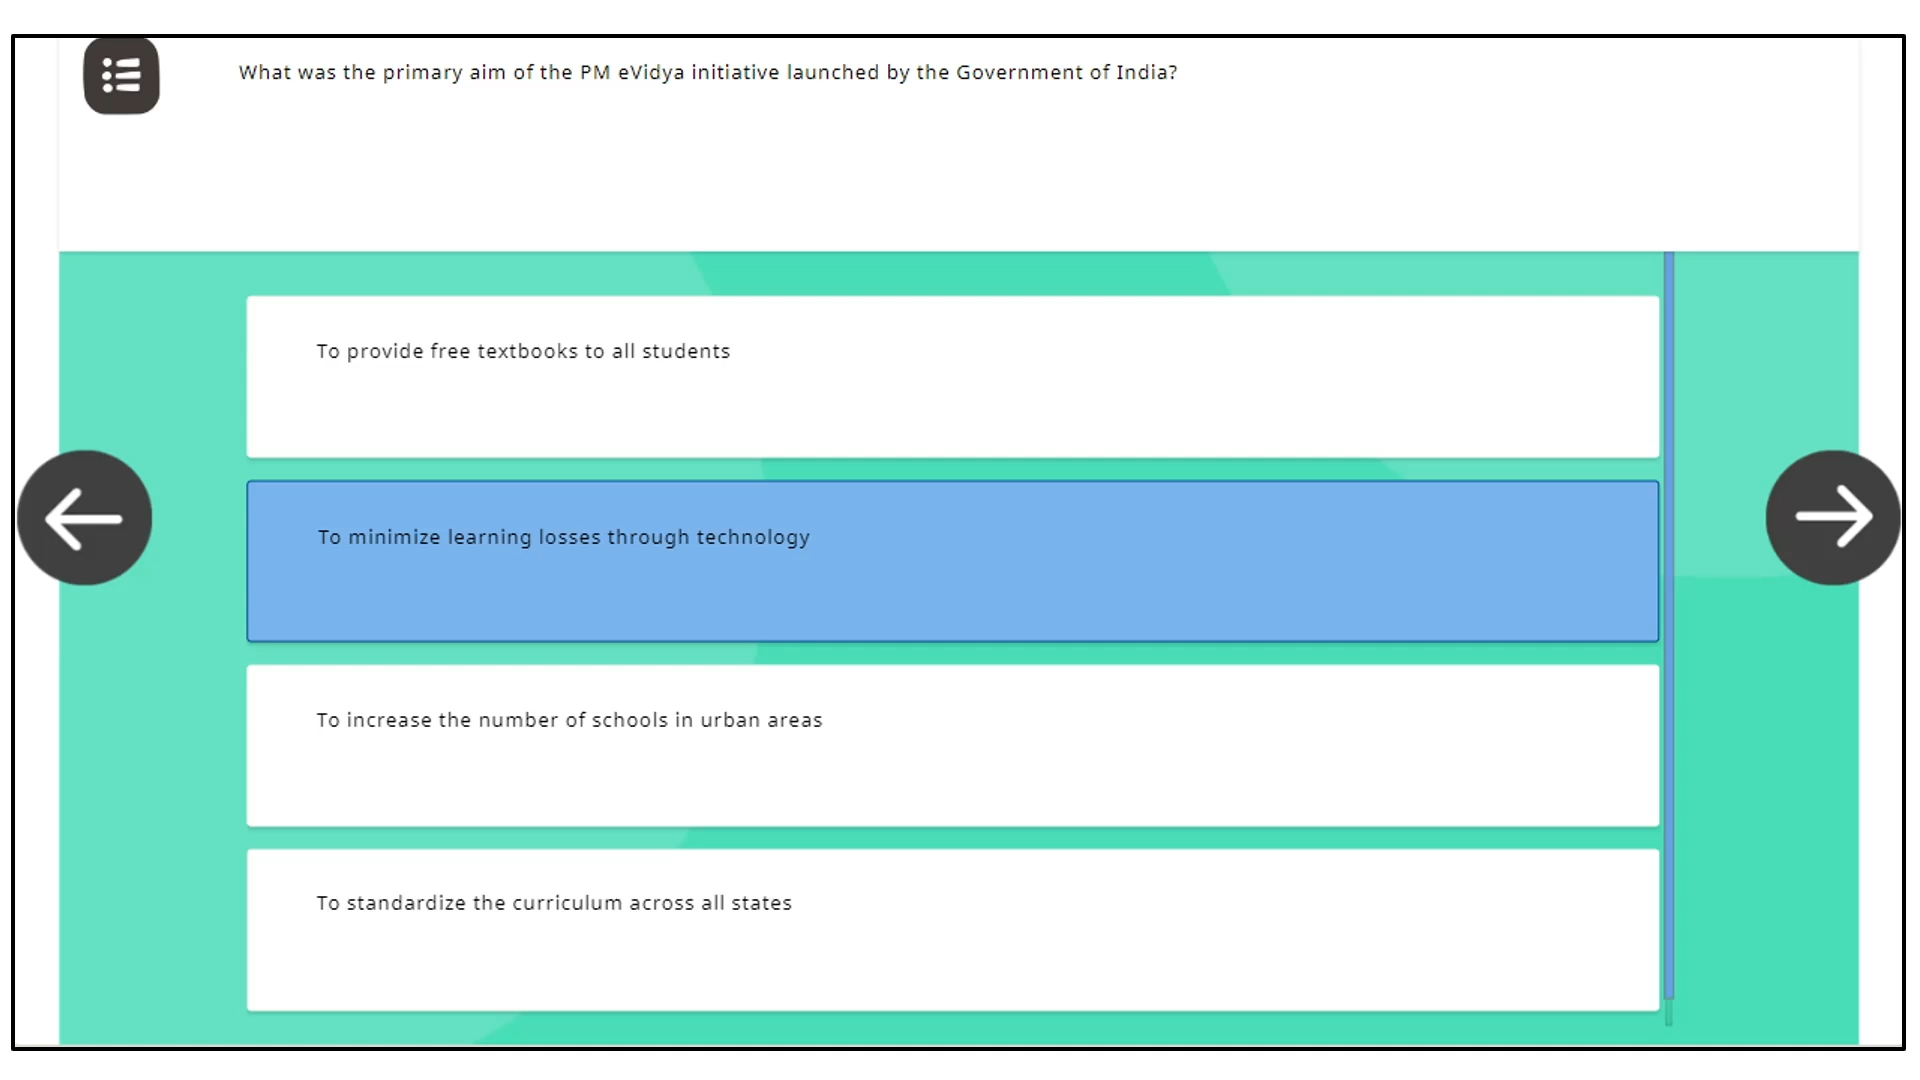 What was the primary aim of the PM eVidya initiative launched by the Government of India?
To provide free textbooks to all students
To minimize learning losses through technology
To increase the number of schools in urban areas
To standardize the curriculum across all states